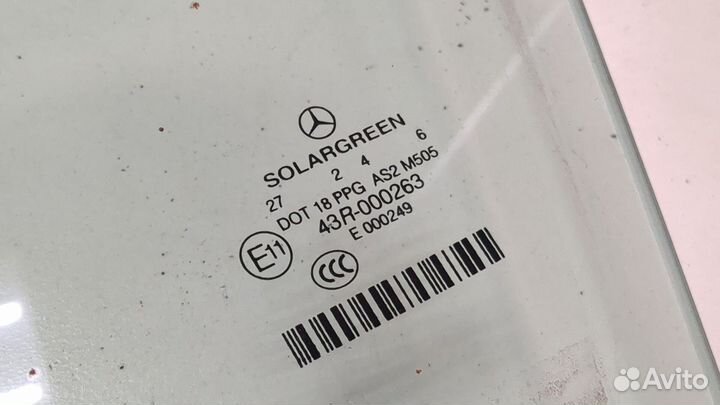 SOLARGREEN
27 2 4 6
DOT 18 PPG AS2 M505
43R-000263
E 000249
E11
CCC
Avito